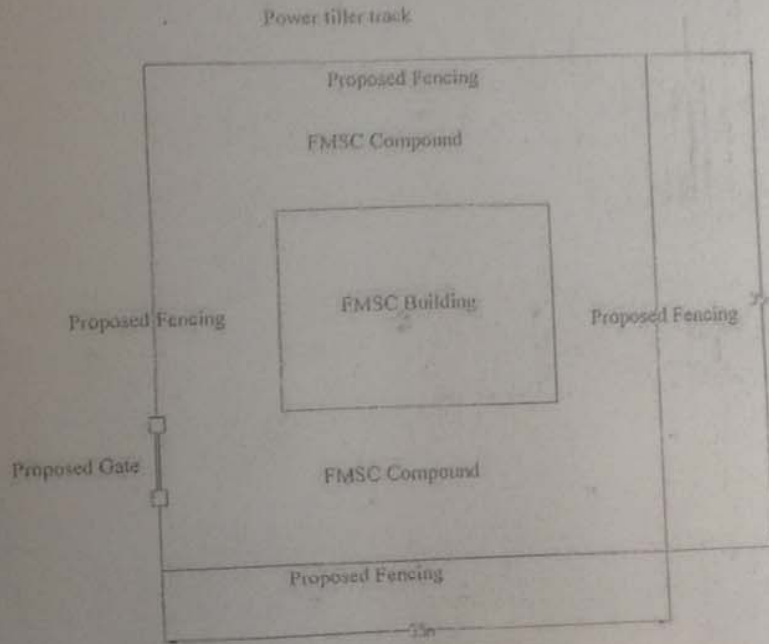 Power tiller track
Proposed Fencing
FMSC Compound
FMSC Building
Proposed Fencing
Proposed Fencing
Proposed Gate
FMSC Compound
Proposed Fencing